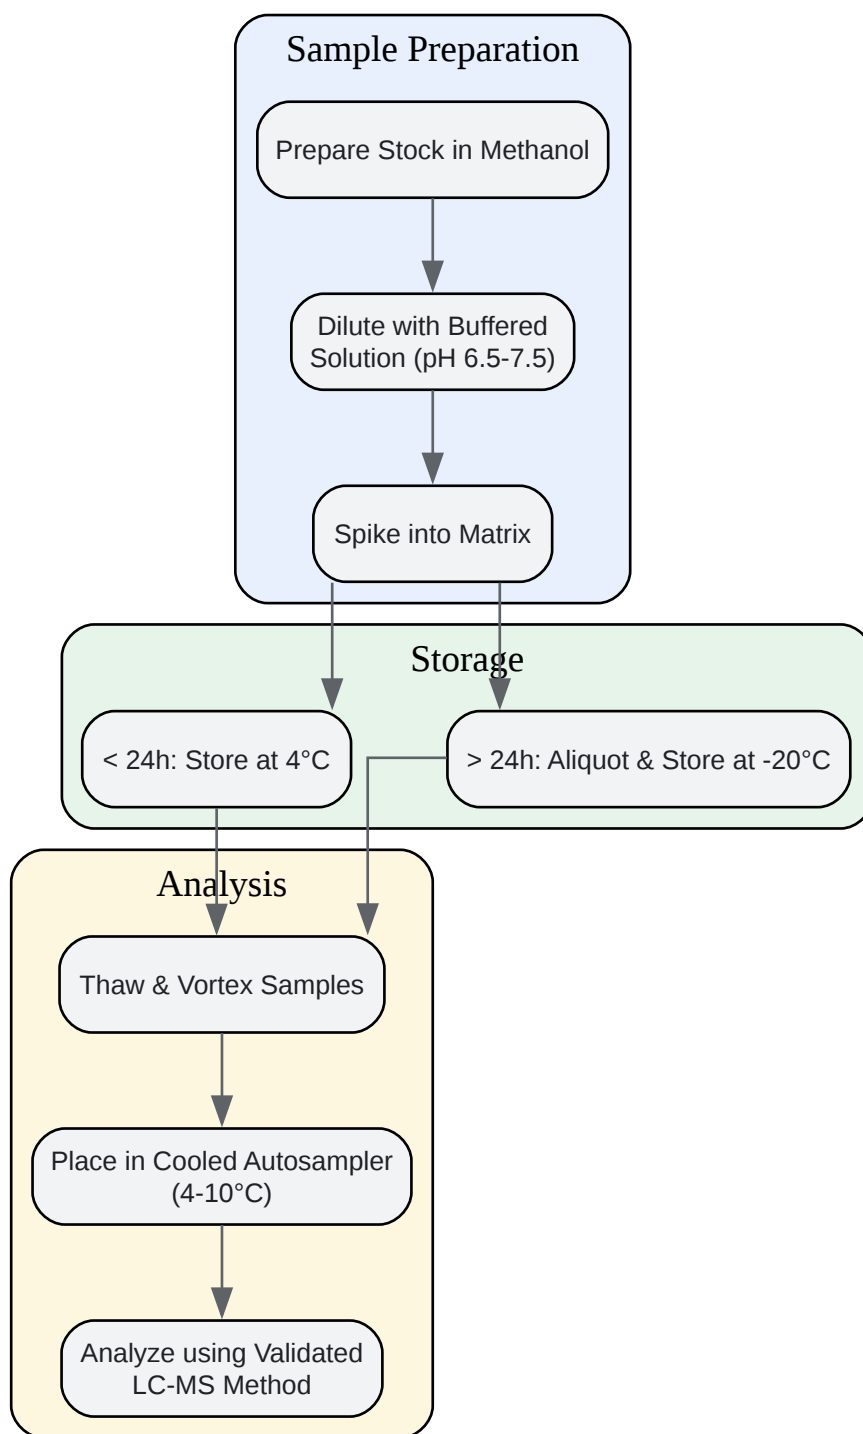 Sample Preparation
Prepare Stock in Methanol
Dilute with Buffered
Solution (pH 6.5-7.5)
Spike into Matrix
Storage
< 24h: Store at 4°C
> 24h: Aliquot & Store at -20°C
Analysis
Thaw & Vortex Samples
Place in Cooled Autosampler
(4-10°C)
Analyze using Validated
LC-MS Method